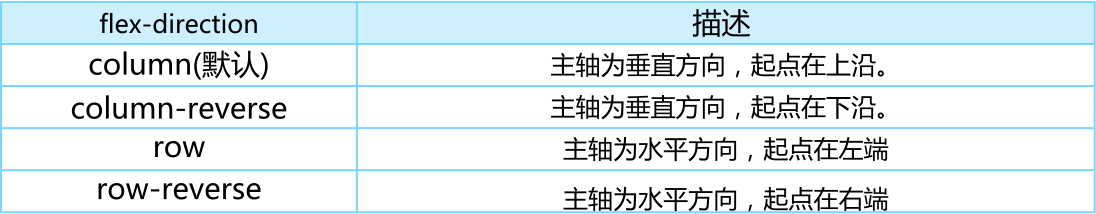 flex-direction 描述
column(默认) 主轴为垂直方向，起点在上沿。
column-reverse 主轴为垂直方向，起点在下沿。
row 主轴为水平方向，起点在左端
row-reverse 主轴为水平方向，起点在右端